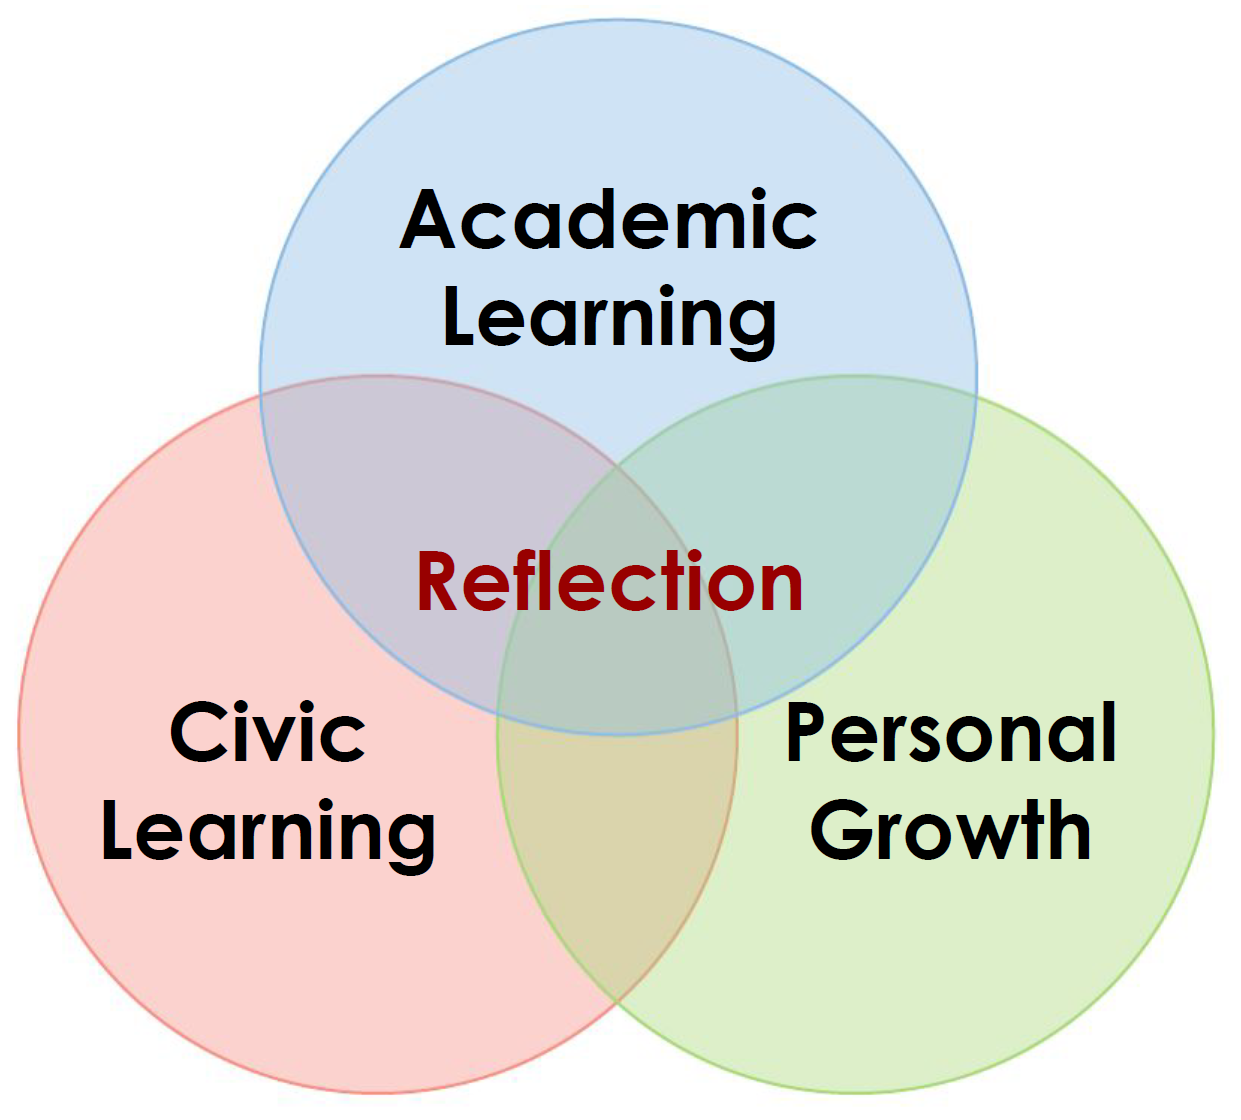 Academic
Learning
Reflection
Civic
Learning
Personal
Growth